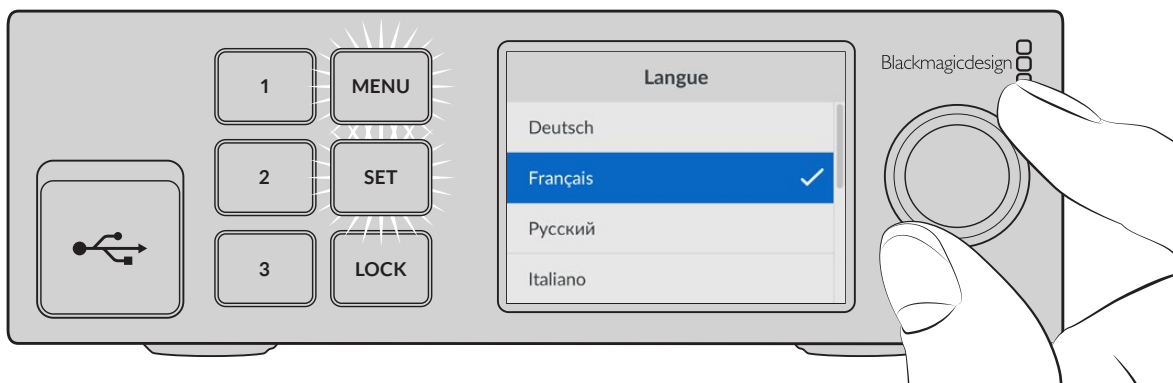 1
MENU
2
SET
3
LOCK
Langue
Deutsch
Français
Русский
Italiano
Blackmagicdesign